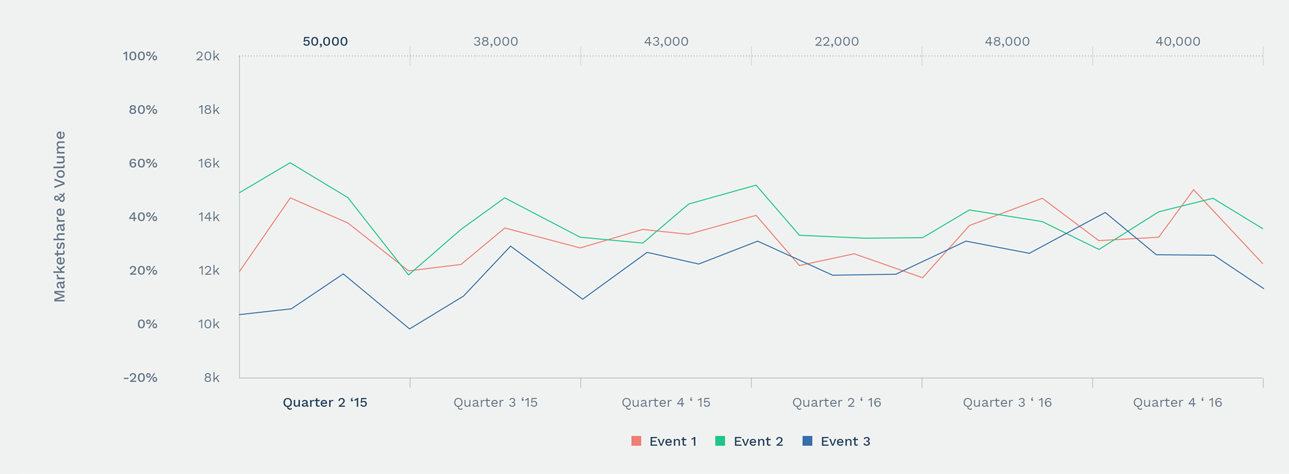 50,000 38,000 43,000 22,000 48,000 40,000
100% 20k
80% 18k
60% 16k
40% 14k
20% 12k
0% 10k
-20% 8k
Marketshare & Volume
Quarter 2 ‘15 Quarter 3 ‘15 Quarter 4 ‘ 15 Quarter 2 ‘ 16 Quarter 3 ‘ 16 Quarter 4 ‘ 16
Event 1 Event 2 Event 3